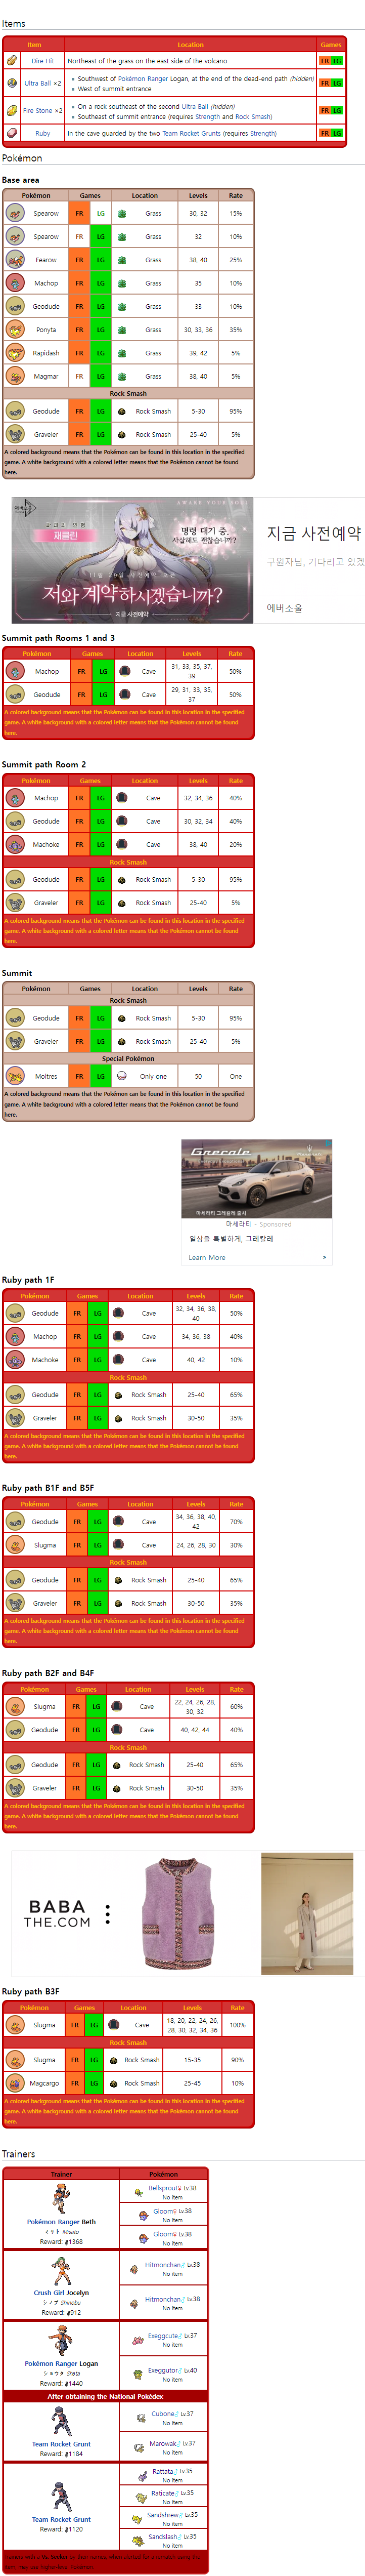 Items
Item Location Games
Dire Hit Northeast of the grass on the east side of the volcano FR LG
Ultra Ball ×2 Southwest of Pokémon Ranger Logan, at the end of the dead-end path (hidden) FR LG
West of summit entrance
Fire Stone ×2 On a rock southeast of the second Ultra Ball (hidden) FR LG
Southeast of summit entrance (requires Strength and Rock Smash)
Ruby In the cave guarded by the two Team Rocket Grunts (requires Strength) FR LG
Pokémon
Base area
Pokémon Games Location Levels Rate
Spearow FR LG Grass 30, 32 15%
Spearow FR LG Grass 32 10%
Fearow FR LG Grass 38, 40 25%
Machop FR LG Grass 35 10%
Geodude FR LG Grass 33 10%
Ponyta FR LG Grass 30, 33, 36 35%
Rapidash FR LG Grass 39, 42 5%
Magmar FR LG Grass 38, 40 5%
Rock Smash
Geodude FR LG Rock Smash 5-30 95%
Graveler FR LG Rock Smash 25-40 5%
A colored background means that the Pokémon can be found in this location in the specified
game. A white background with a colored letter means that the Pokémon cannot be found
here.
AWAKE YOUR SOUL
에버소울
재클린
명령 대기 중,
사살해도 괜찮습니까?
저와 계약하시겠습니까?
지금 사전예약
지금 사전예약
구원자님, 기다리고 있겠
에버소울
Summit path Rooms 1 and 3
Pokémon Games Location Levels Rate
Machop FR LG Cave 31, 33, 35, 37, 39 50%
Geodude FR LG Cave 29, 31, 33, 35, 37 50%
A colored background means that the Pokémon can be found in this location in the specified
game. A white background with a colored letter means that the Pokémon cannot be found
here.
Summit path Room 2
Pokémon Games Location Levels Rate
Machop FR LG Cave 32, 34, 36 40%
Geodude FR LG Cave 30, 32, 34 40%
Machoke FR LG Cave 38, 40 20%
Rock Smash
Geodude FR LG Rock Smash 5-30 95%
Graveler FR LG Rock Smash 25-40 5%
A colored background means that the Pokémon can be found in this location in the specified
game. A white background with a colored letter means that the Pokémon cannot be found
here.
Summit
Pokémon Games Location Levels Rate
Rock Smash
Geodude FR LG Rock Smash 5-30 95%
Graveler FR LG Rock Smash 25-40 5%
Special Pokémon
Moltres FR LG Only one 50 One
A colored background means that the Pokémon can be found in this location in the specified
game. A white background with a colored letter means that the Pokémon cannot be found
here.
Grecale
마세라티 그레칼레 출시
마세라티 - Sponsored
일상을 특별하게, 그레칼레
Learn More >
Ruby path 1F
Pokémon Games Location Levels Rate
Geodude FR LG Cave 32, 34, 36, 38, 40 50%
Machop FR LG Cave 34, 36, 38 40%
Machoke FR LG Cave 40, 42 10%
Rock Smash
Geodude FR LG Rock Smash 25-40 65%
Graveler FR LG Rock Smash 30-50 35%
A colored background means that the Pokémon can be found in this location in the specified
game. A white background with a colored letter means that the Pokémon cannot be found
here.
Ruby path B1F and B5F
Pokémon Games Location Levels Rate
Geodude FR LG Cave 34, 36, 38, 40, 42 70%
Slugma FR LG Cave 24, 26, 28, 30 30%
Rock Smash
Geodude FR LG Rock Smash 25-40 65%
Graveler FR LG Rock Smash 30-50 35%
A colored background means that the Pokémon can be found in this location in the specified
game. A white background with a colored letter means that the Pokémon cannot be found
here.
Ruby path B2F and B4F
Pokémon Games Location Levels Rate
Slugma FR LG Cave 22, 24, 26, 28, 30, 32 60%
Geodude FR LG Cave 40, 42, 44 40%
Rock Smash
Geodude FR LG Rock Smash 25-40 65%
Graveler FR LG Rock Smash 30-50 35%
A colored background means that the Pokémon can be found in this location in the specified
game. A white background with a colored letter means that the Pokémon cannot be found
here.
BABA
THE.COM
Ruby path B3F
Pokémon Games Location Levels Rate
Slugma FR LG Cave 18, 20, 22, 24, 26, 28, 30, 32, 34, 36 100%
Rock Smash
Slugma FR LG Rock Smash 15-35 90%
Magcargo FR LG Rock Smash 25-45 10%
A colored background means that the Pokémon can be found in this location in the specified
game. A white background with a colored letter means that the Pokémon cannot be found
here.
Trainers
Trainer Pokémon
Pokémon Ranger Beth
ミサト Misato
Reward: 1368
Bellsprout♀ Lv.38
No item
Gloom♀ Lv.38
No item
Gloom♀ Lv.38
No item
Crush Girl Jocelyn
シノブ Shinobu
Reward: 912
Hitmonchan♂ Lv.38
No item
Hitmonchan♂ Lv.38
No item
Pokémon Ranger Logan
ショウタ Shōta
Reward: 1440
Exeggcute♂ Lv.37
No item
Exeggutor♂ Lv.40
No item
After obtaining the National Pokédex
Team Rocket Grunt
Reward: 1184
Cubone♂ Lv.37
No item
Marowak♂ Lv.37
No item
Team Rocket Grunt
Reward: 1120
Rattata♂ Lv.35
No item
Raticate♂ Lv.35
No item
Sandshrew♂ Lv.35
No item
Sandslash♂ Lv.35
No item
Trainers with a Vs. Seeker by their names, when alerted for a rematch using the
item, may use higher-level Pokémon.